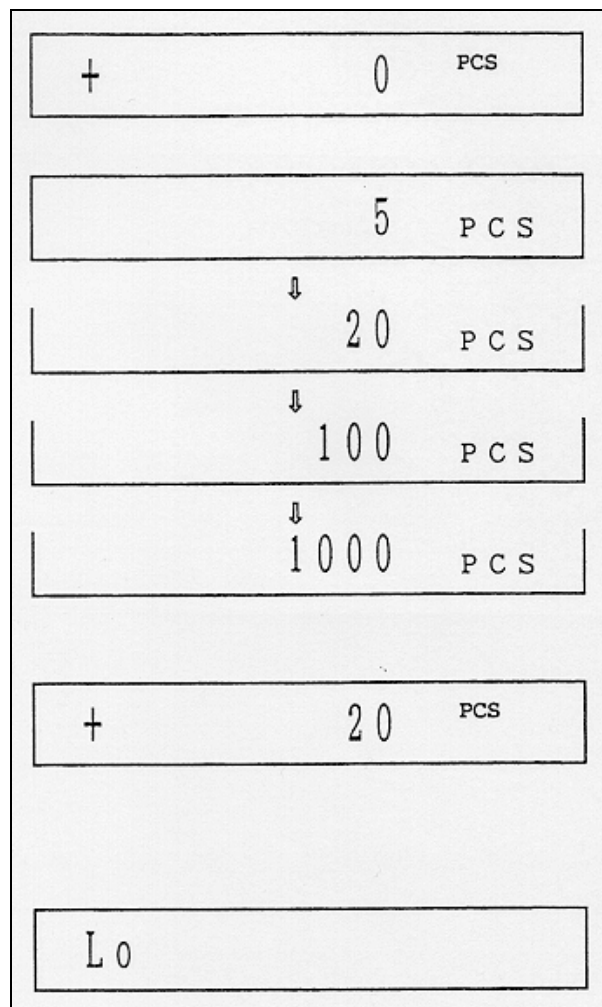 + 0 PCS
5 PCS
⇩
20 PCS
⇩
100 PCS
⇩
1000 PCS
+ 20 PCS
Lo